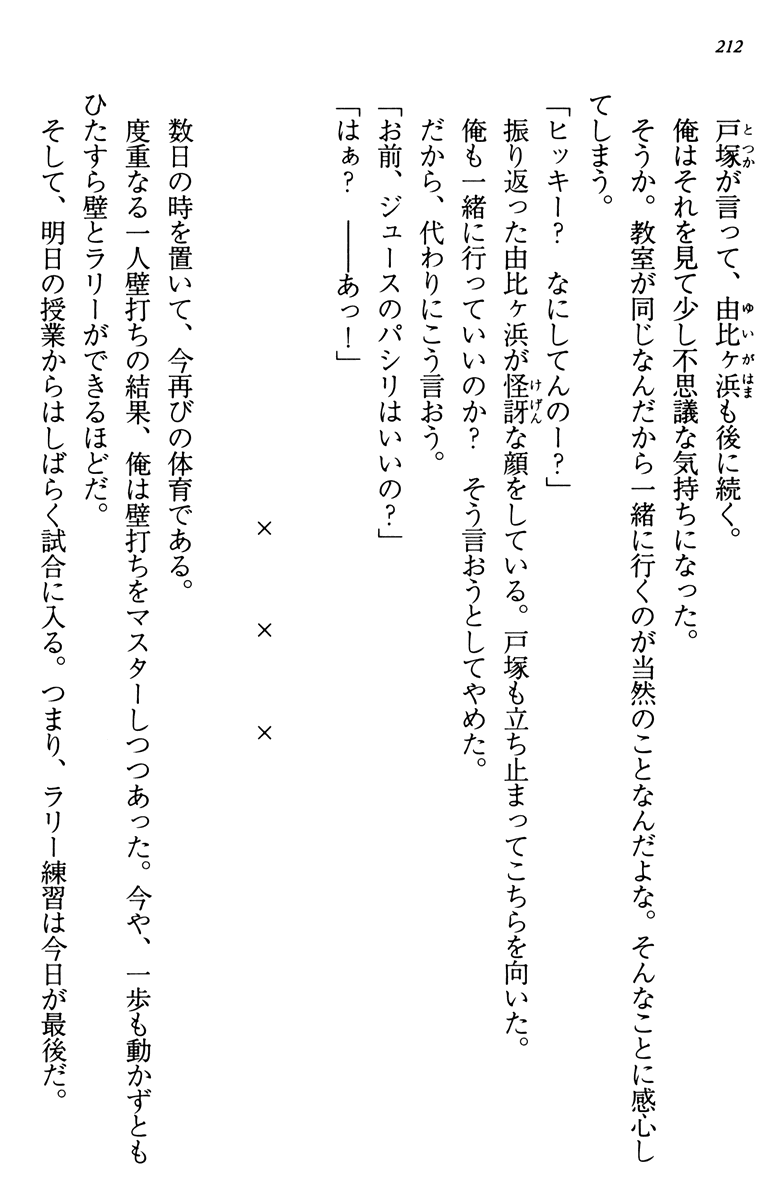 212
戸塚が言って、由比ヶ浜も後に続く。
俺はそれを見て少し不思議な気持ちになった。
そうか。教室が同じなんだから一緒に行くのが当然のことなんだよな。そんなことに感心し
てしまう。
「ヒッキー？　なにしてんのー？」
振り返った由比ヶ浜が怪訝な顔をしている。戸塚も立ち止まってこちらを向いた。
俺も一緒に行っていいのか？　そう言おうとしてやめた。
だから、代わりにこう言おう。
「お前、ジュースのパシリはいいの？」
「はぁ？　――あっ！」
×　×　×
数日の時を置いて、今再びの体育である。
度重なる一人壁打ちの結果、俺は壁打ちをマスターしつつあった。今や、一歩も動かずとも
ひたすら壁とラリーができるほどだ。
そして、明日の授業からはしばらく試合に入る。つまり、ラリー練習は今日が最後だ。